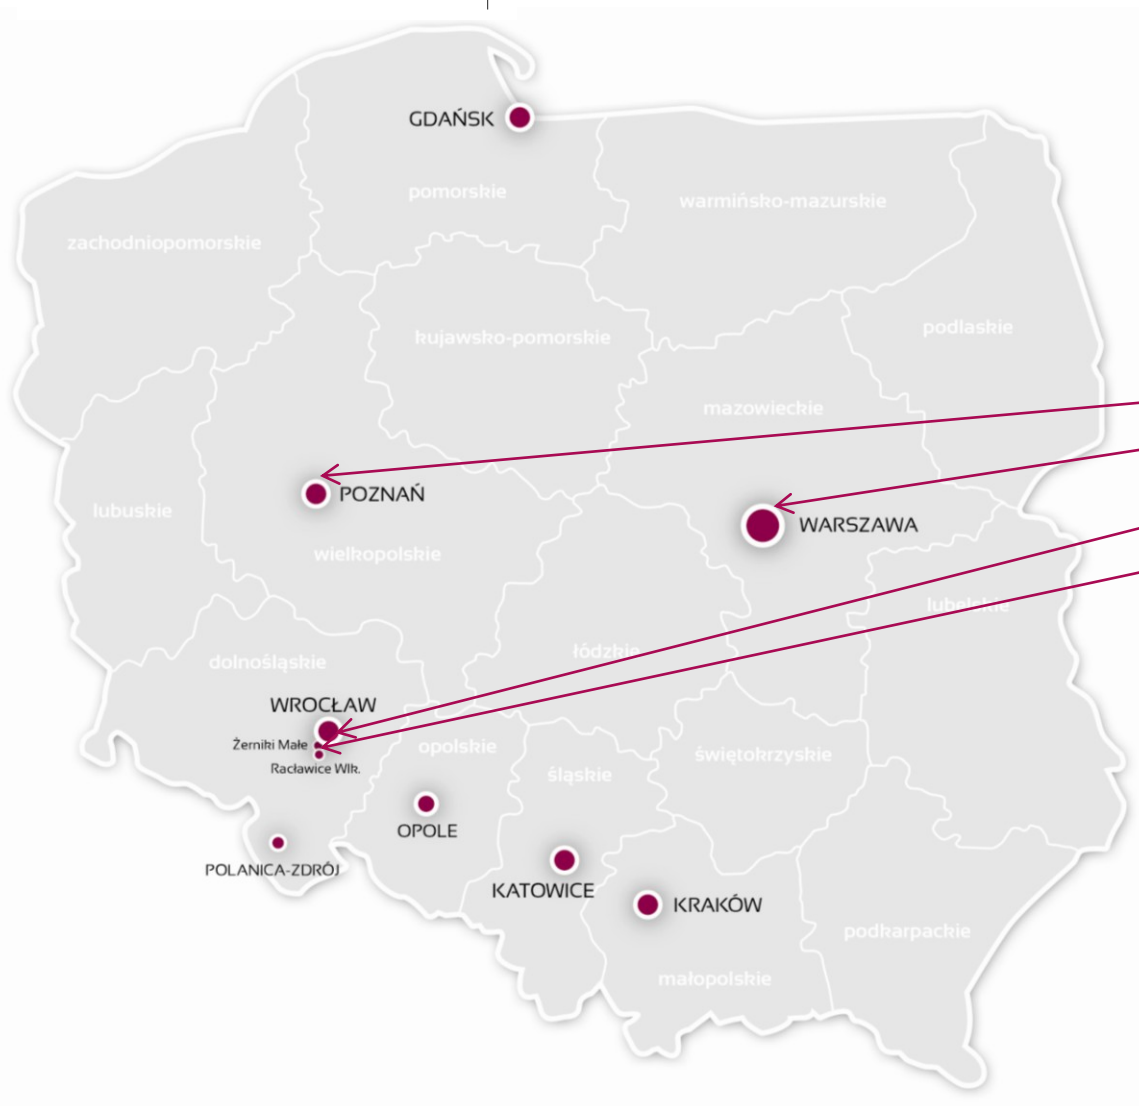 GDAŃSK
pomorskie
warmińsko-mazurskie
zachodniopomorskie
podlaskie
kujawsko-pomorskie
mazowieckie
POZNAŃ
lubuskie
WARSZAWA
wielkopolskie
lubelskie
łódzkie
dolnośląskie
WROCŁAW
Żerniki Małe
opolskie
świętokrzyskie
Racławice Wlk.
śląskie
OPOLE
POLANICA-ZDRÓJ
KATOWICE
KRAKÓW
podkarpackie
małopolskie